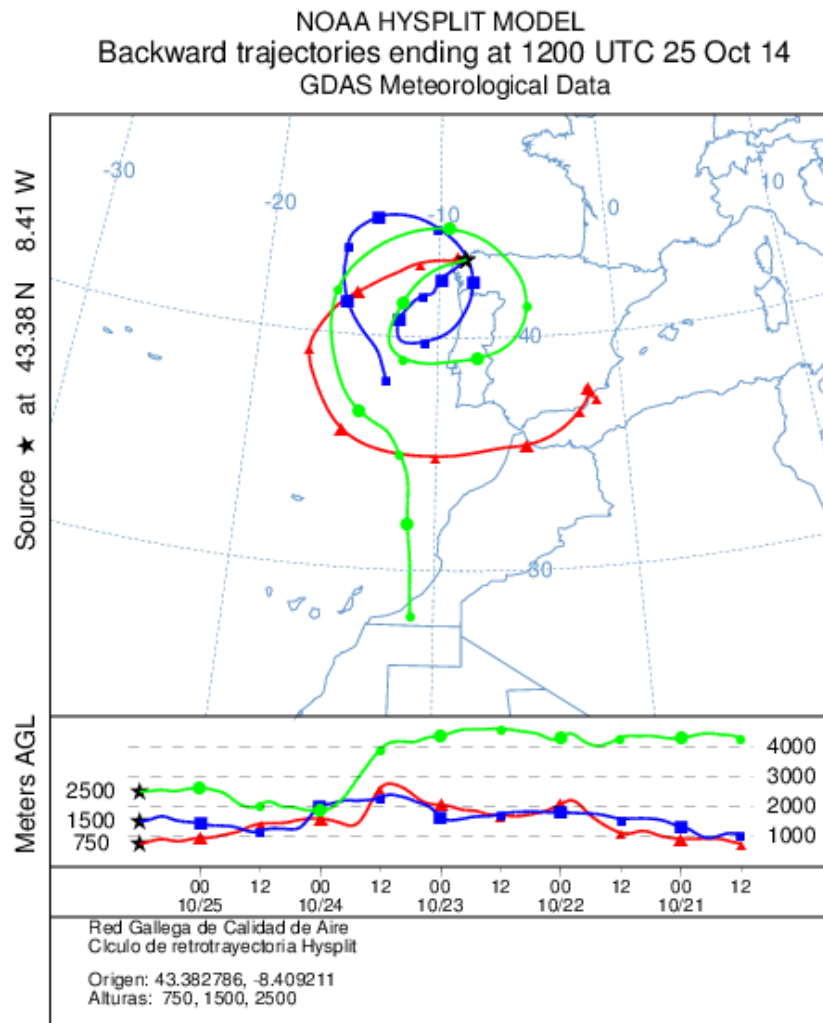 NOAA HYSPLIT MODEL
Backward trajectories ending at 1200 UTC 25 Oct 14
GDAS Meteorological Data
Source ★ at 43.38 N 8.41 W
-30
-20
-10
0
10
40
30
Meters AGL
2500
1500
750
4000
3000
2000
1000
00 12 00 12 00 12 00 12 00 12
10/25 10/24 10/23 10/22 10/21
Red Gallega de Calidad de Aire
Clculo de retrotrayectoria Hysplit
Origen: 43.382786, -8.409211
Alturas: 750, 1500, 2500